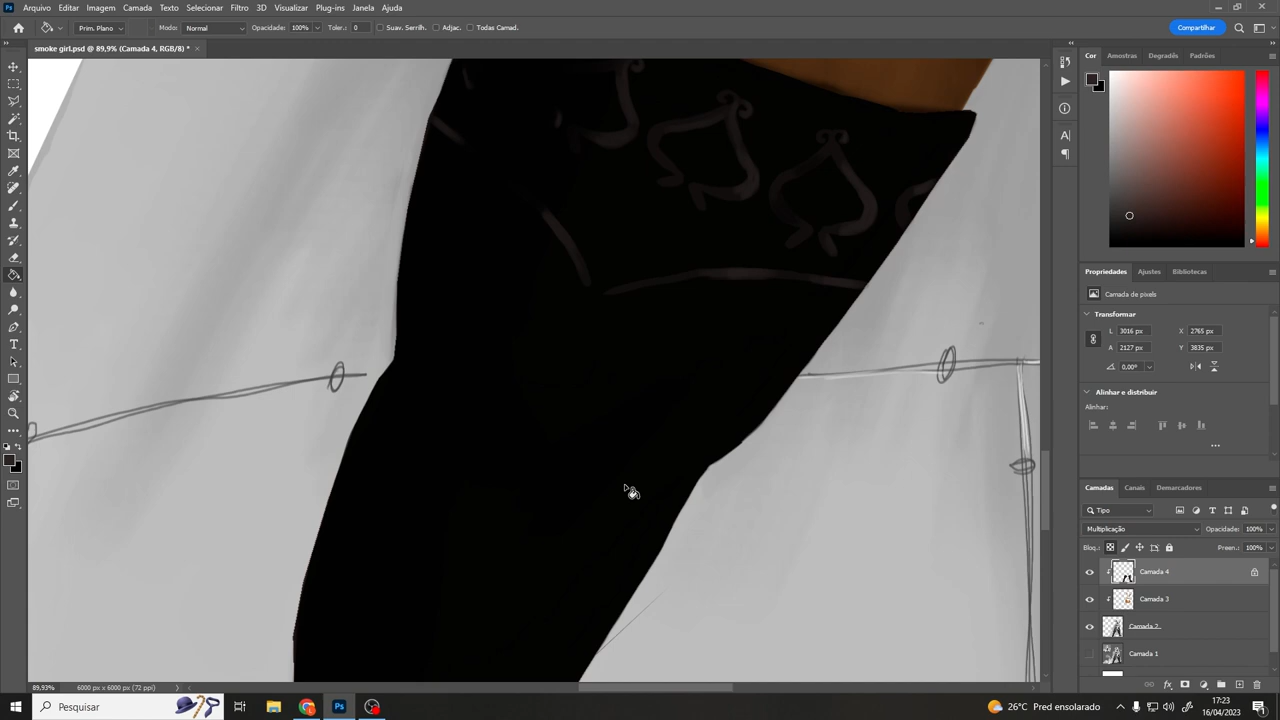 Arquivo Editar Imagem Camada Texto Selecionar Filtro 3D Visualizar Plug-ins Janela Ajuda
Prim. Plano Modo: Normal Opacidade: 100% Toler.: 0 Suav. Serrilh. Adjac. Todas Camad. Compartilhar
smoke girl.psd @ 89,9% (Camada 4, RGB/8) * ×
Cor Amostras Degradês Padrões
Propriedades Ajustes Bibliotecas
Camada de pixels
Transformar
L 3016 px X 2765 px
A 2127 px Y 3835 px
0,00°
Alinhar e distribuir
Alinhar:
Camadas Canais Demarcadores
Tipo
Multiplicação Opacidade: 100%
Bloq.: Preen.: 100%
Camada 4
Camada 3
Camada 2
Camada 1
89,93% 6000 px x 6000 px (72 ppi)
Pesquisar
26°C Pred ensolarado
17:23
16/04/2023